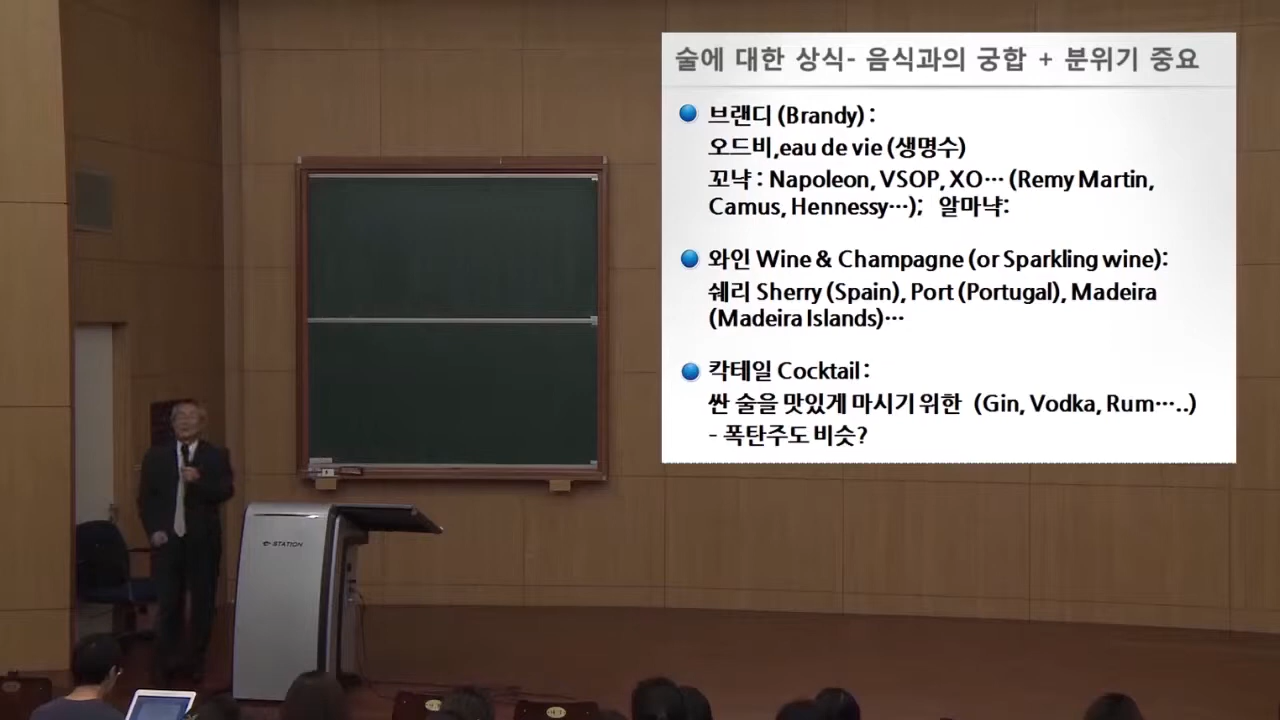 술에 대한 상식- 음식과의 궁합 + 분위기 중요
브랜디 (Brandy) :
오드비,eau de vie (생명수)
꼬냑 : Napoleon, VSOP, XO… (Remy Martin,
Camus, Hennessy…); 알마냑:
와인 Wine & Champagne (or Sparkling wine):
쉐리 Sherry (Spain), Port (Portugal), Madeira
(Madeira Islands)…
칵테일 Cocktail :
싼 술을 맛있게 마시기 위한 (Gin, Vodka, Rum…..)
- 폭탄주도 비슷?
e-STATION